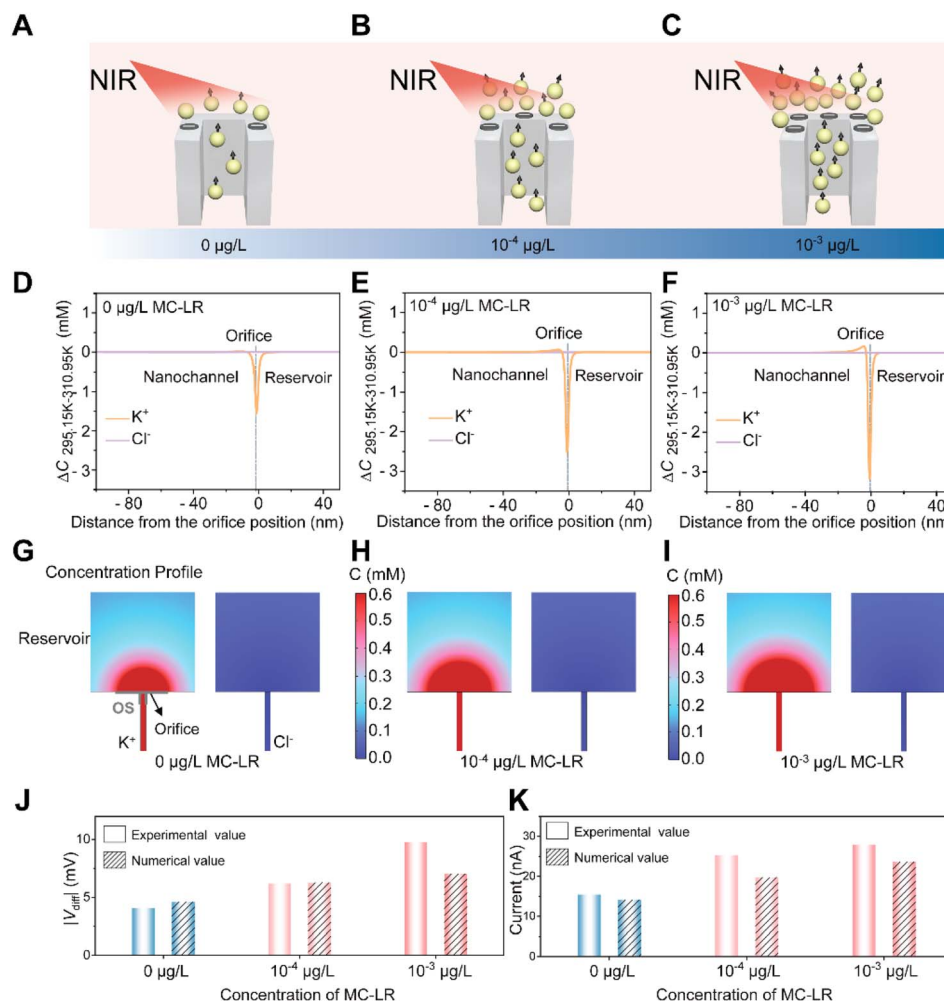 A
B
C
NIR
NIR
NIR
0 µg/L
10⁻⁴ µg/L
10⁻³ µg/L
D
E
F
ΔC 295.15K-310.95K (mM)
0
1
- 2
- 3
0 µg/L MC-LR
Orifice
Nanochannel
Reservoir
K⁺
Cl⁻
- 80
- 40
0
40
Distance from the orifice position (nm)
ΔC 295.15K-310.95K (mM)
0
1
- 2
- 3
10⁻⁴ µg/L MC-LR
Orifice
Nanochannel
Reservoir
K⁺
Cl⁻
- 80
- 40
0
40
Distance from the orifice position (nm)
ΔC 295.15K-310.95K (mM)
0
1
- 2
- 3
10⁻³ µg/L MC-LR
Orifice
Nanochannel
Reservoir
K⁺
Cl⁻
- 80
- 40
0
40
Distance from the orifice position (nm)
G
H
I
Concentration Profile
Reservoir
OS
Orifice
K⁺
Cl⁻
0 µg/L MC-LR
C (mM)
0.6
0.5
0.4
0.3
0.2
0.1
0.0
10⁻⁴ µg/L MC-LR
C (mM)
0.6
0.5
0.4
0.3
0.2
0.1
0.0
10⁻³ µg/L MC-LR
J
K
|Vdiff| (mV)
10
5
0
Experimental value
Numerical value
0 µg/L
10⁻⁴ µg/L
10⁻³ µg/L
Concentration of MC-LR
Current (nA)
30
20
10
0
Experimental value
Numerical value
0 µg/L
10⁻⁴ µg/L
10⁻³ µg/L
Concentration of MC-LR